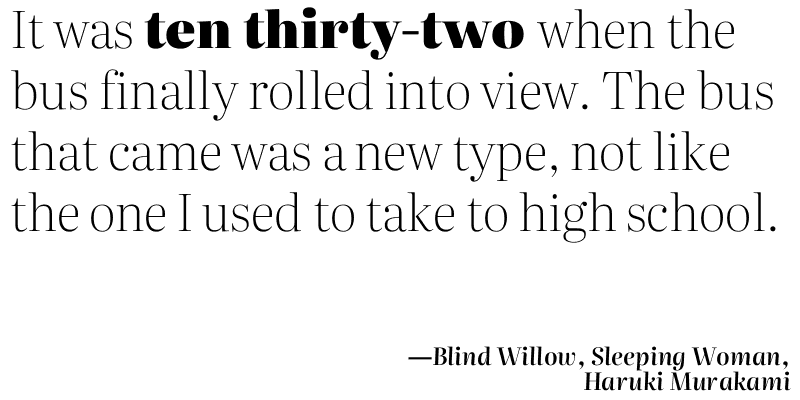 It was ten thirty-two when the
bus finally rolled into view. The bus
that came was a new type, not like
the one I used to take to high school.
—Blind Willow, Sleeping Woman,
Haruki Murakami